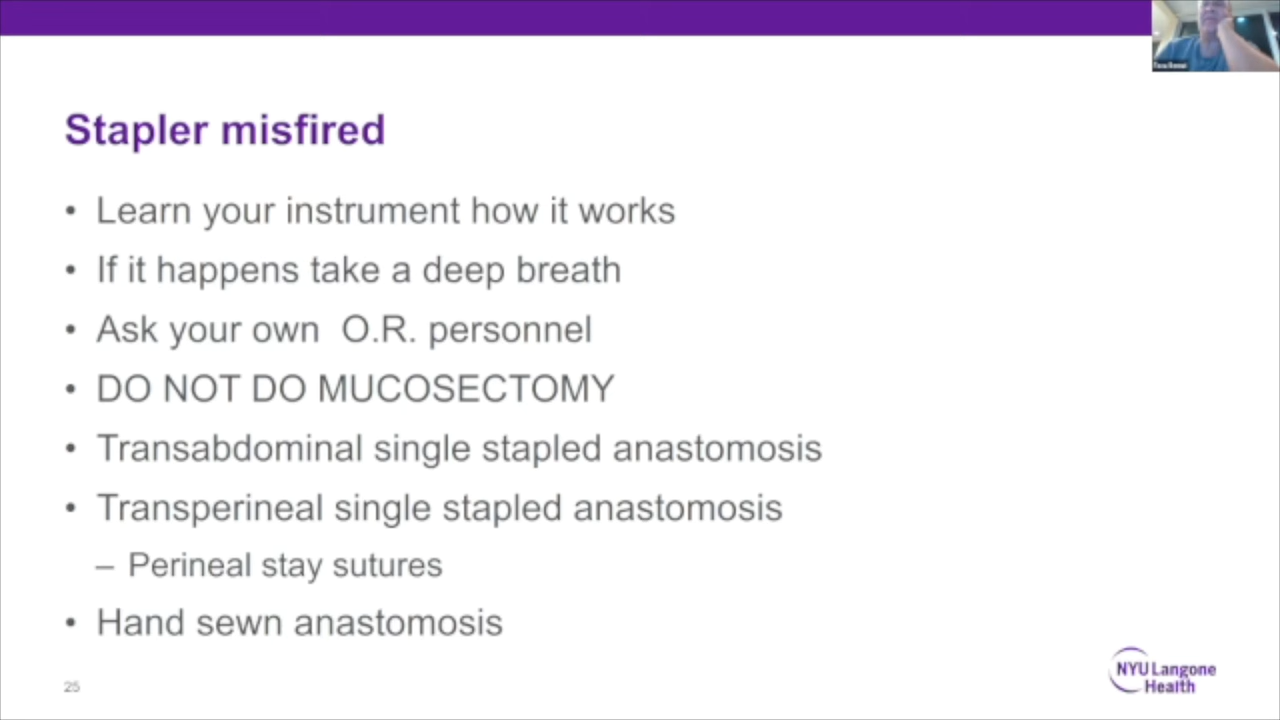 Stapler misfired
• Learn your instrument how it works
• If it happens take a deep breath
• Ask your own  O.R. personnel
• DO NOT DO MUCOSECTOMY
• Transabdominal single stapled anastomosis
• Transperineal single stapled anastomosis
– Perineal stay sutures
• Hand sewn anastomosis
25
NYU Langone
Health